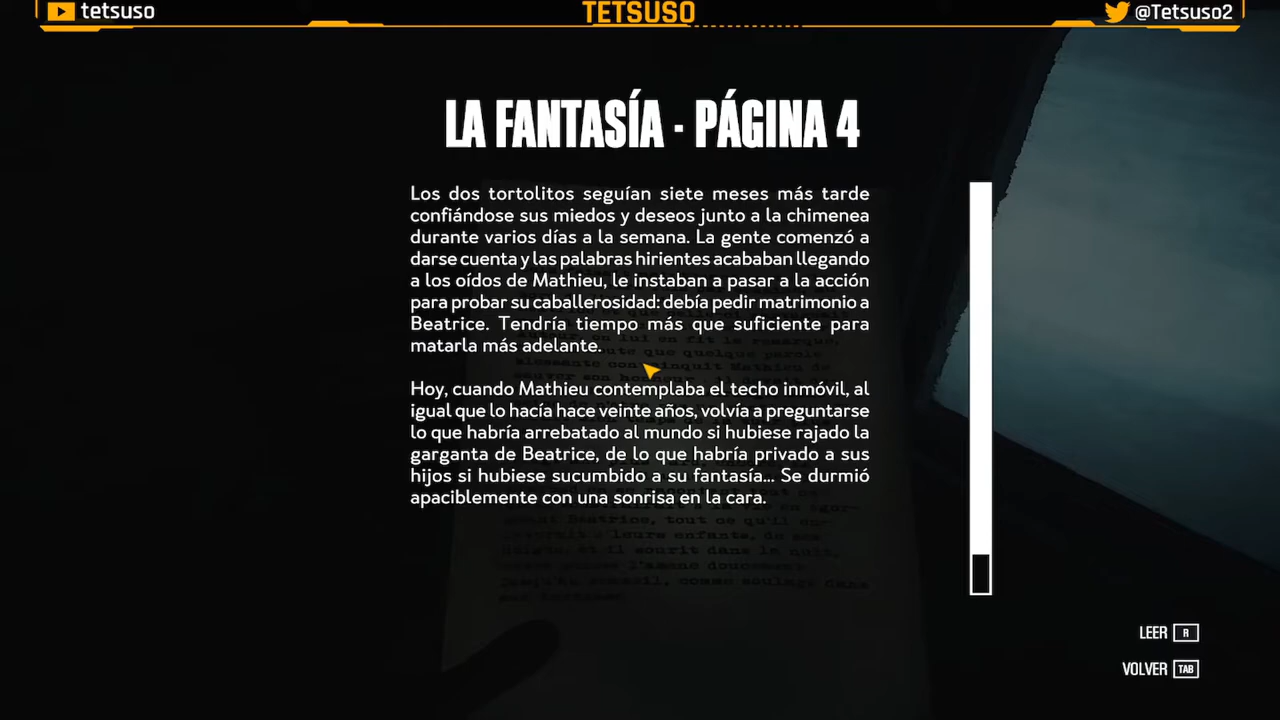 tetsuso
TETSUSO
@Tetsuso2
LA FANTASÍA · PÁGINA 4
Los dos tortolitos seguían siete meses más tarde
confiándose sus miedos y deseos junto a la chimenea
durante varios días a la semana. La gente comenzó a
darse cuenta y las palabras hirientes acababan llegando
a los oídos de Mathieu, le instaban a pasar a la acción
para probar su caballerosidad: debía pedir matrimonio a
Beatrice. Tendría tiempo más que suficiente para
matarla más adelante.
Hoy, cuando Mathieu contemplaba el techo inmóvil, al
igual que lo hacía hace veinte años, volvía a preguntarse
lo que habría arrebatado al mundo si hubiese rajado la
garganta de Beatrice, de lo que habría privado a sus
hijos si hubiese sucumbido a su fantasía... Se durmió
apaciblemente con una sonrisa en la cara.
LEER R
VOLVER TAB